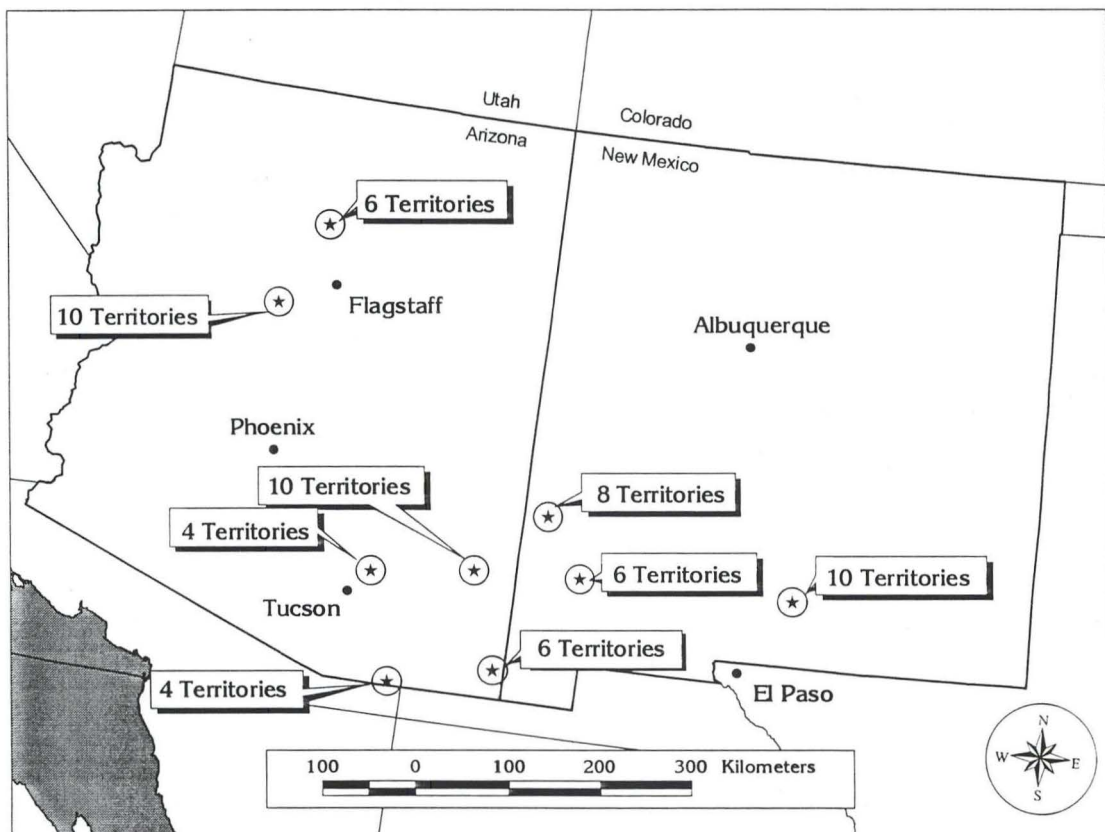 Utah
Colorado
Arizona
New Mexico
6 Territories
10 Territories
Flagstaff
Albuquerque
Phoenix
10 Territories
8 Territories
4 Territories
6 Territories
10 Territories
Tucson
6 Territories
4 Territories
El Paso
100 0 100 200 300 Kilometers
N
W E
S